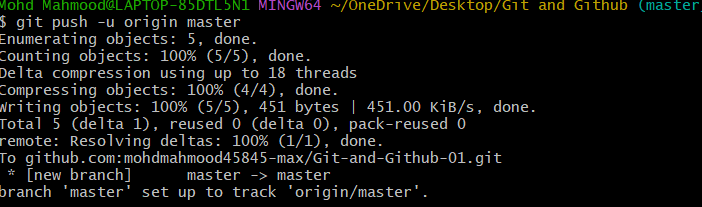 Mohd Mahmood@LAPTOP-85DTL5N1 MINGW64 ~/OneDrive/Desktop/Git and Github (master)
$ git push -u origin master
Enumerating objects: 5, done.
Counting objects: 100% (5/5), done.
Delta compression using up to 18 threads
Compressing objects: 100% (4/4), done.
Writing objects: 100% (5/5), 451 bytes | 451.00 KiB/s, done.
Total 5 (delta 1), reused 0 (delta 0), pack-reused 0
remote: Resolving deltas: 100% (1/1), done.
To github.com:mohdmahmood45845-max/Git-and-Github-01.git
 * [new branch]      master -> master
branch 'master' set up to track 'origin/master'.